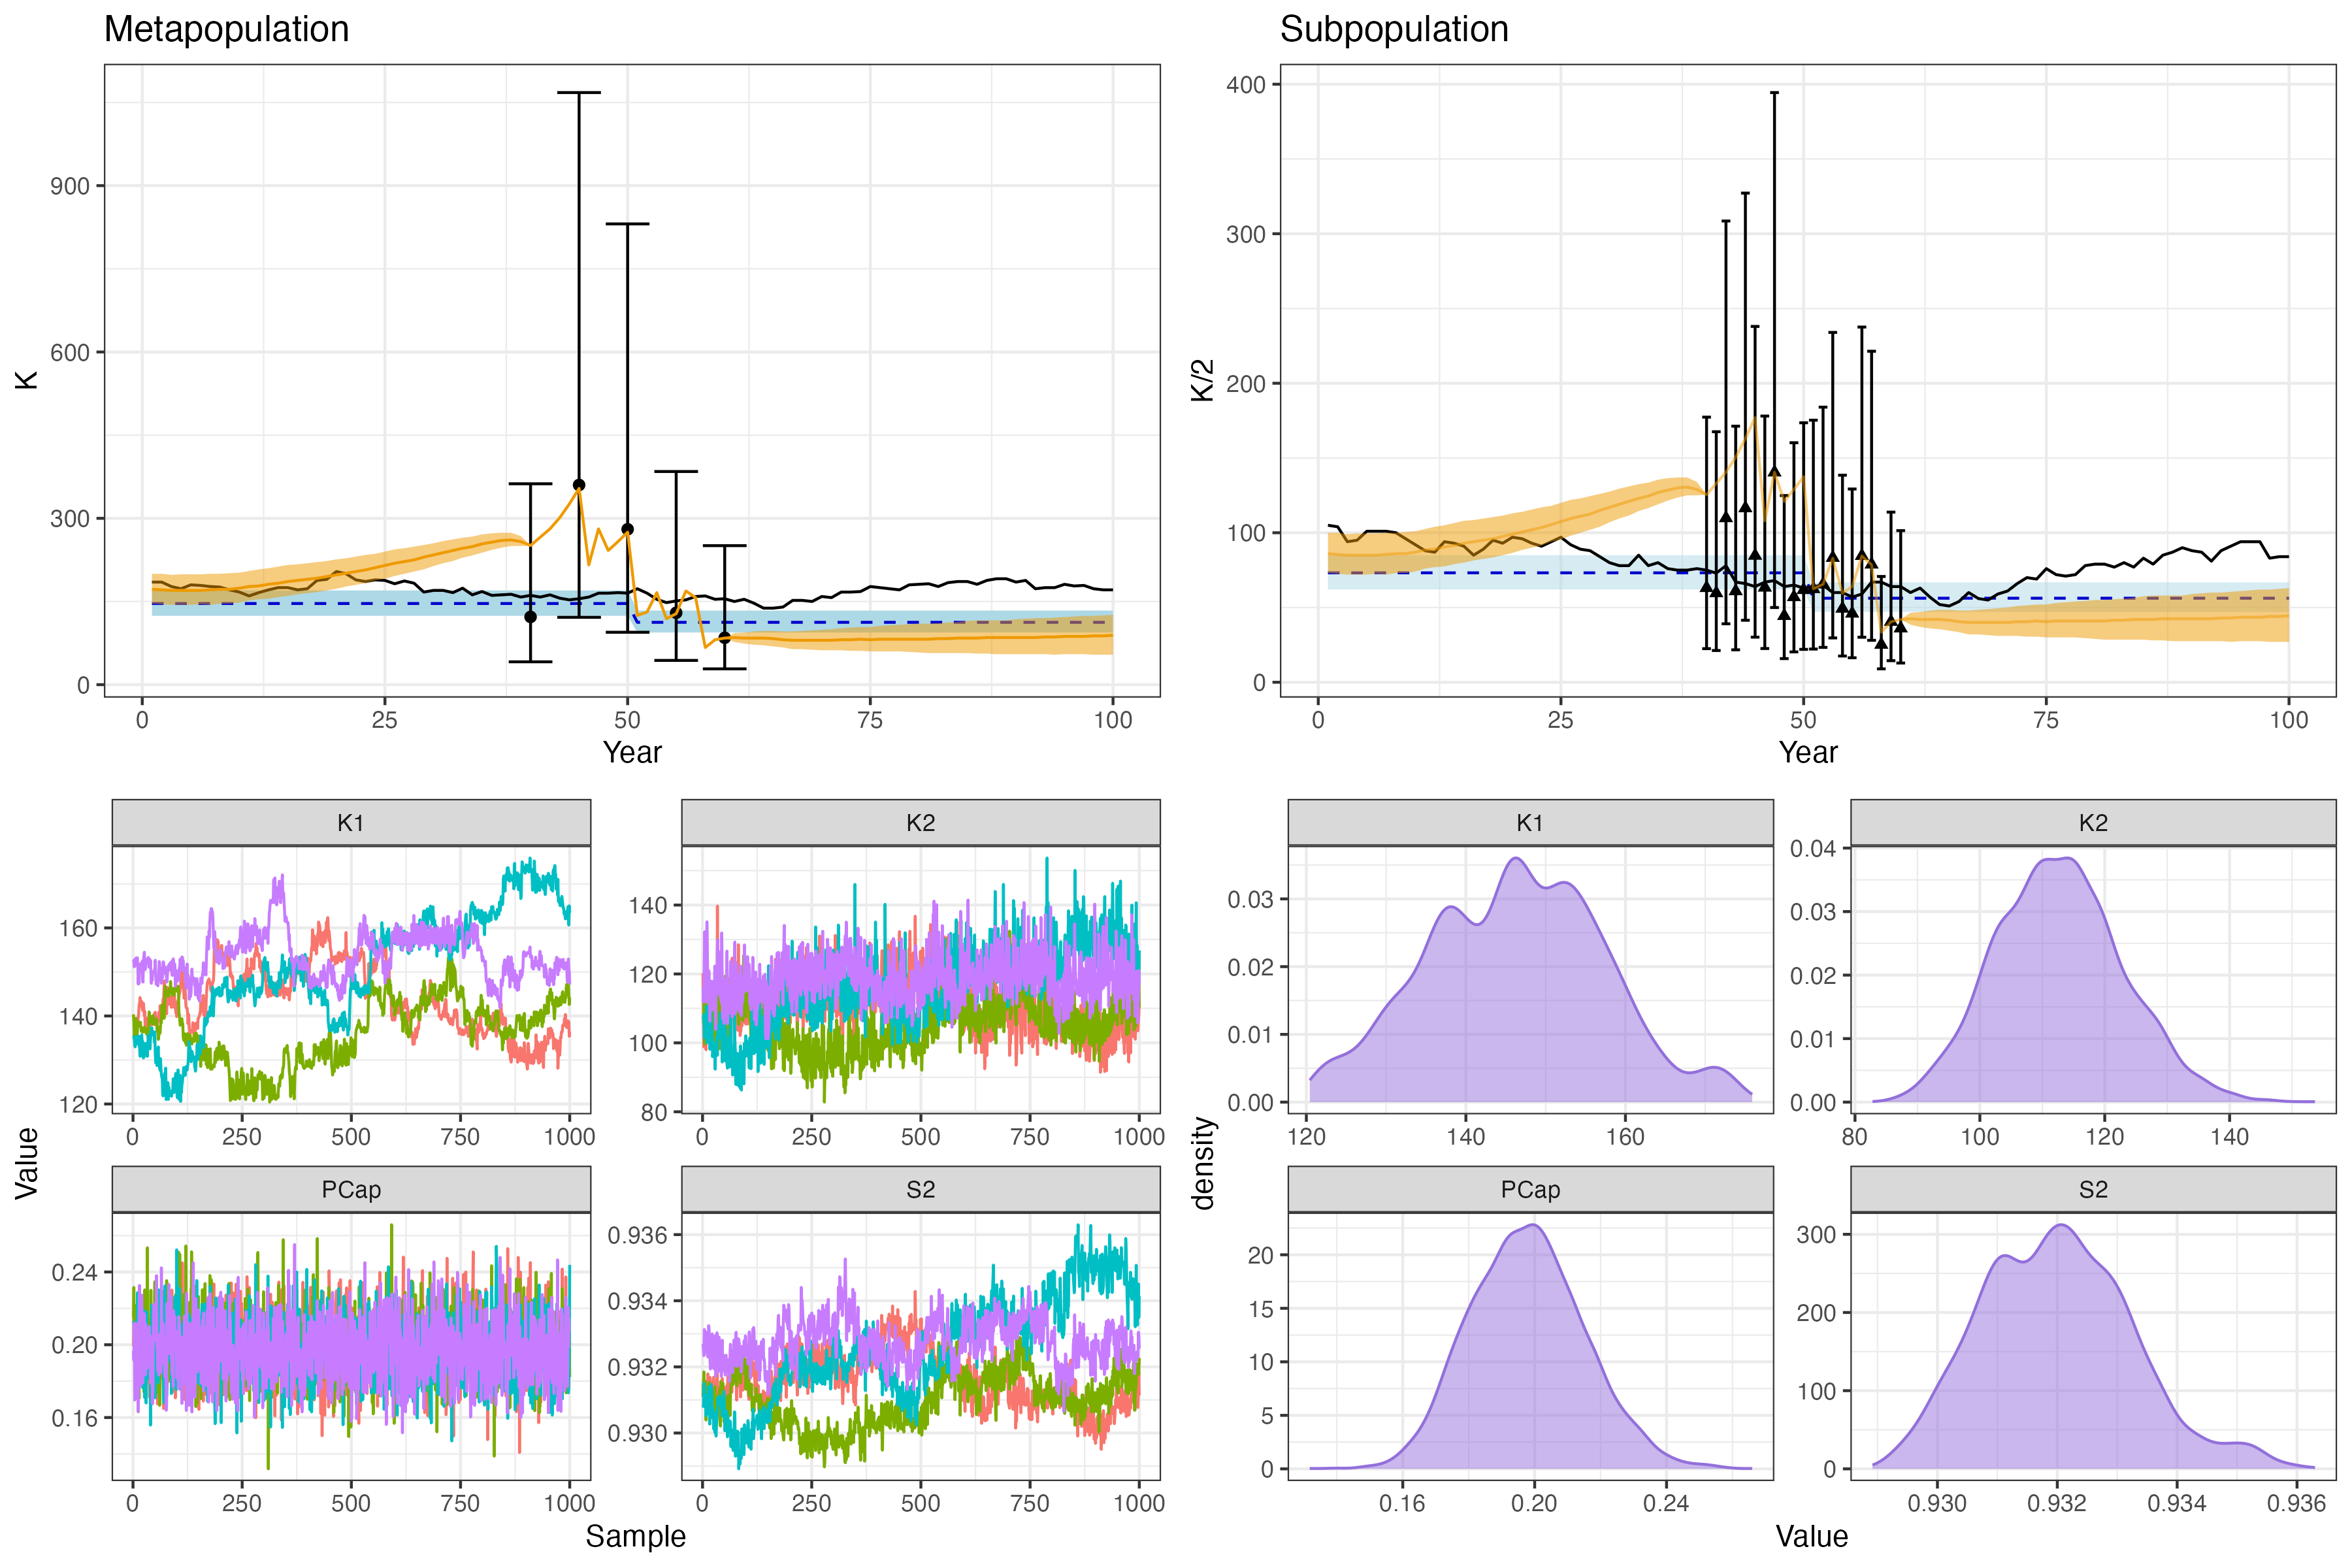 Metapopulation
Subpopulation
K
900
600
300
0
0 25 50 75 100
Year
K/2
400
300
200
100
0
0 25 50 75 100
Year
Value
K1
160
140
120
0 250 500 750 1000
K2
140
120
100
80
0 250 500 750 1000
PCap
0.24
0.20
0.16
0 250 500 750 1000
S2
0.936
0.934
0.932
0.930
0 250 500 750 1000
Sample
density
K1
0.03
0.02
0.01
0.00
120 140 160
K2
0.04
0.03
0.02
0.01
0.00
80 100 120 140
PCap
20
15
10
5
0
0.16 0.20 0.24
S2
300
200
100
0
0.930 0.932 0.934 0.936
Value